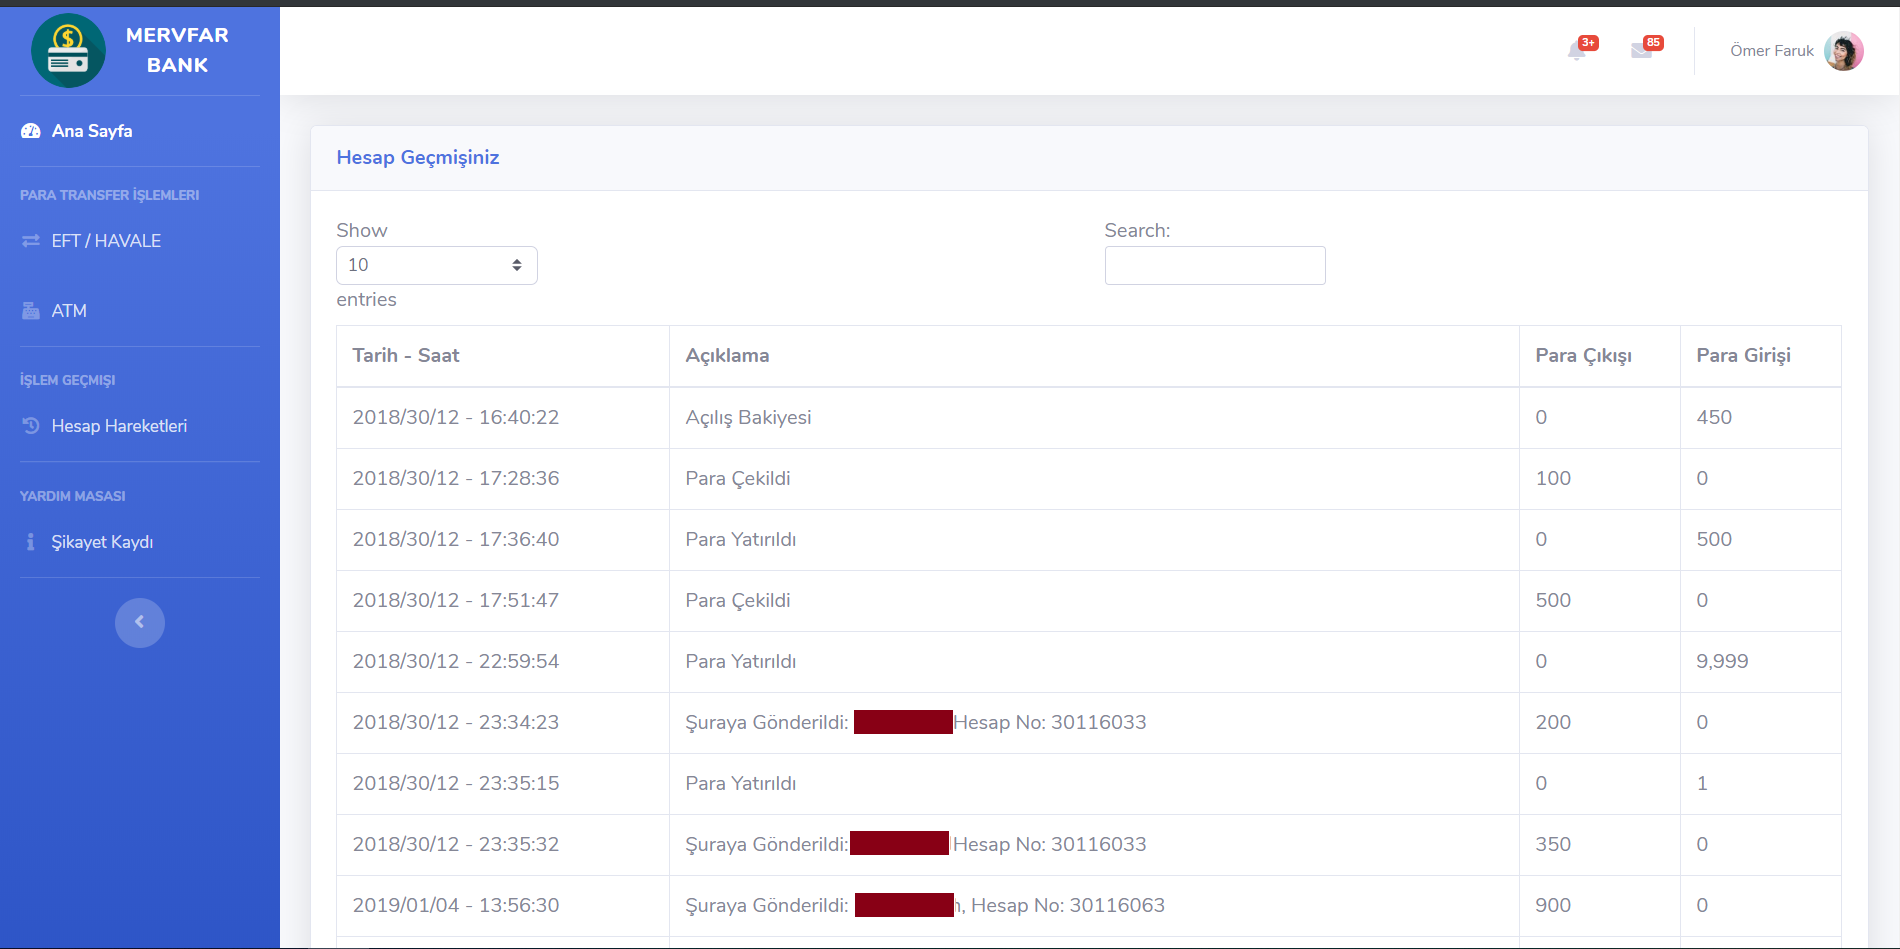 MERVFAR
BANK
3+
85
Ömer Faruk
Ana Sayfa
PARA TRANSFER İŞLEMLERI
EFT / HAVALE
ATM
İŞLEM GEÇMIŞI
Hesap Hareketleri
YARDIM MASASI
Şikayet Kaydı
Hesap Geçmişiniz
Show
10
entries
Search:
Tarih - Saat Açıklama Para Çıkışı Para Girişi
2018/30/12 - 16:40:22 Açılış Bakiyesi 0 450
2018/30/12 - 17:28:36 Para Çekildi 100 0
2018/30/12 - 17:36:40 Para Yatırıldı 0 500
2018/30/12 - 17:51:47 Para Çekildi 500 0
2018/30/12 - 22:59:54 Para Yatırıldı 0 9,999
2018/30/12 - 23:34:23 Şuraya Gönderildi: Hesap No: 30116033 200 0
2018/30/12 - 23:35:15 Para Yatırıldı 0 1
2018/30/12 - 23:35:32 Şuraya Gönderildi: Hesap No: 30116033 350 0
2019/01/04 - 13:56:30 Şuraya Gönderildi: , Hesap No: 30116063 900 0